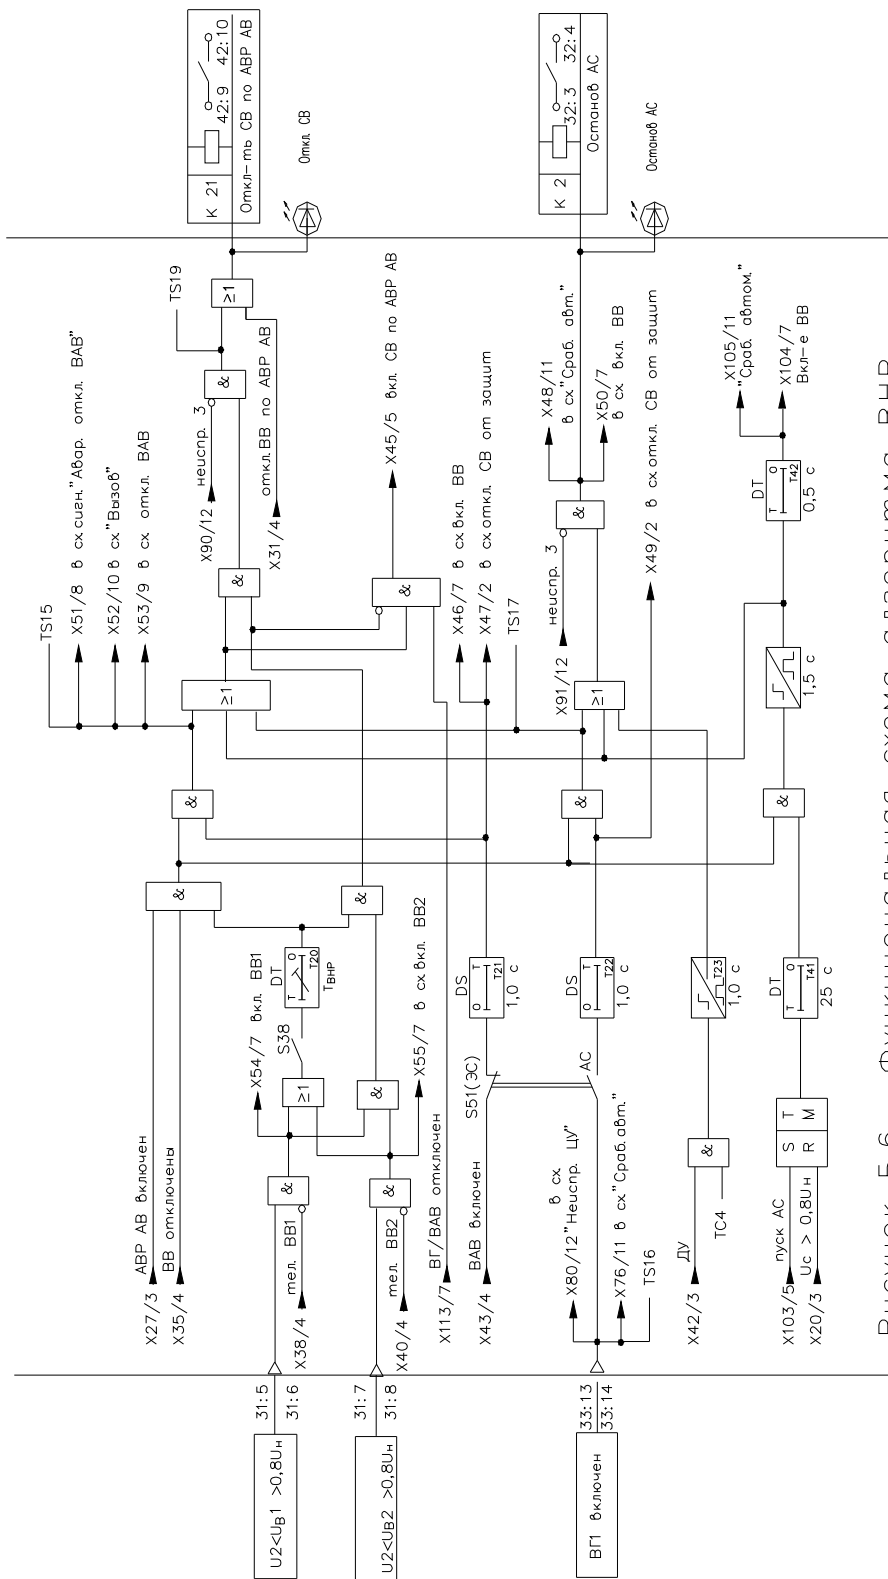 U2<UВ1 >0,8Uн
31:5
31:6
U2<UВ2 >0,8Uн
31:7
31:8
ВГ1 включен
33:13
33:14
X27/3
АВР АВ включен
X35/4
ВВ отключены
X38/4
тел. ВВ1
X40/4
тел. ВВ2
X113/7
ВГ/ВАВ отключен
X43/4
ВАВ включен
X80/12"Неиспр. ЦУ"
в сх
X76/11 в сх"Сраб.авт."
TS16
X42/3
ДУ
TC4
X103/5
пуск АС
X20/3
Uс > 0,8Uн
&
&
&
≥1
&
&
S T
R M
X54/7 вкл. ВВ1
X55/7 в сх.вкл. ВВ2
S38
S51(ЭС)
АС
DT
T O
T20
TВНР
DS
O T
T21
1,0 с
DS
O T
T22
1,0 с
T23
1,0 с
DT
T O
T41
25 с
&
&
&
&
&
TS15
X51/8 в сх.сигн."Авар. откл. ВАВ"
X52/10 в сх"Вызов"
X53/9 в сх. откл. ВАВ
≥1
&
&
X90/12
неиспр. 3
X31/4
откл.ВВ по АВР АВ
&
TS19
≥1
X45/5 вкл. СВ по АВР АВ
X46/7 в сх.вкл. ВВ
X47/2 в сх.откл. СВ от защит
TS17
X91/12
неиспр. 3
≥1
&
X48/11
в сх"Сраб. авт."
X50/7
в сх. вкл. ВВ
X49/2 в сх.откл. СВ от защит
1,5 с
DT
T O
T42
0,5 с
X105/11
"Сраб. автом."
X104/7
Вкл-е ВВ
К 21
42:9 42:10
Откл-ть СВ по АВР АВ
Откл. СВ
К 2
32:3 32:4
Останов АС
Останов АС